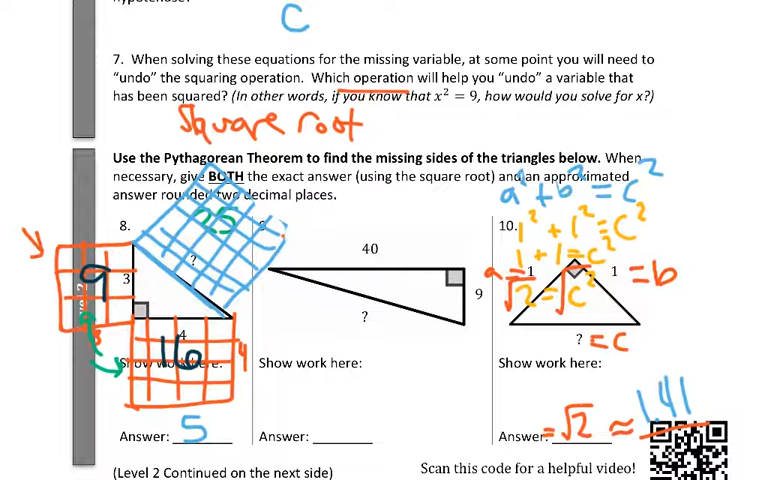 hypotenuse?
C
7. When solving these equations for the missing variable, at some point you will need to
"undo" the squaring operation. Which operation will help you "undo" a variable that
has been squared? (In other words, if you know that x² = 9, how would you solve for x?)
Square root
Use the Pythagorean Theorem to find the missing sides of the triangles below. When
necessary, give BOTH the exact answer (using the square root) and an approximated
answer rounded two decimal places.
a² + b² = c²
8.
25
?
9
3
3
16
4
4
Show work here:
Answer: 5
40
9
?
Show work here:
Answer: ______
10.
1² + 1² = c²
1 + 1 = c²
a = 1
1 = b
√2 = √c²
? = c
Show work here:
Answer: = √2 ≈ 1.41
(Level 2 Continued on the next side)
Scan this code for a helpful video!